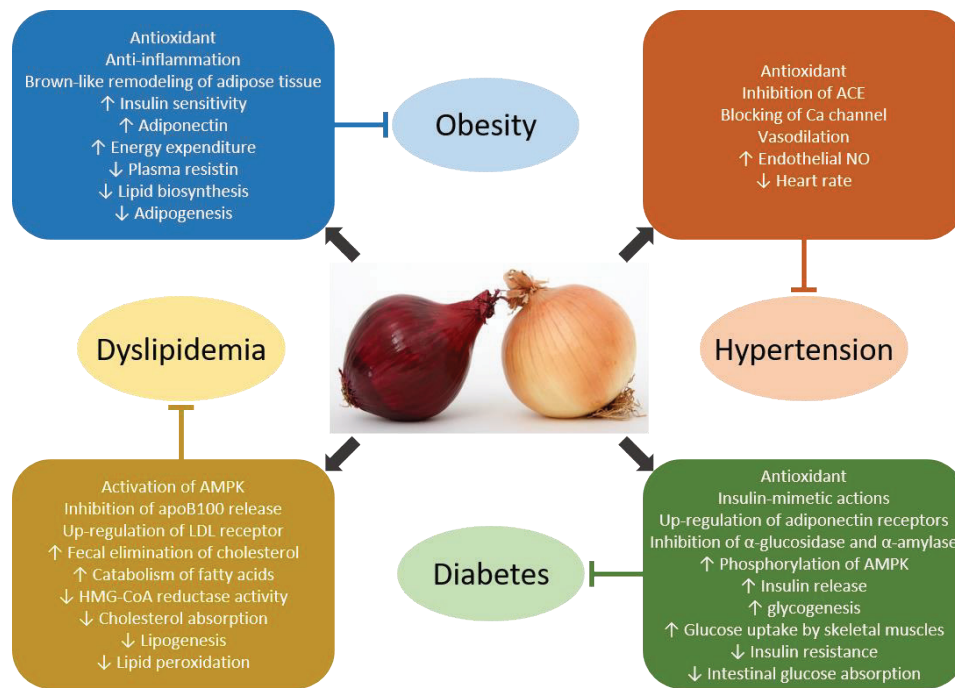 Antioxidant
Anti-inflammation
Brown-like remodeling of adipose tissue
↑ Insulin sensitivity
↑ Adiponectin
↑ Energy expenditure
↓ Plasma resistin
↓ Lipid biosynthesis
↓ Adipogenesis
Obesity
Antioxidant
Inhibition of ACE
Blocking of Ca channel
Vasodilation
↑ Endothelial NO
↓ Heart rate
Dyslipidemia
Hypertension
Activation of AMPK
Inhibition of apoB100 release
Up-regulation of LDL receptor
↑ Fecal elimination of cholesterol
↑ Catabolism of fatty acids
↓ HMG-CoA reductase activity
↓ Cholesterol absorption
↓ Lipogenesis
↓ Lipid peroxidation
Diabetes
Antioxidant
Insulin-mimetic actions
Up-regulation of adiponectin receptors
Inhibition of α-glucosidase and α-amylase
↑ Phosphorylation of AMPK
↑ Insulin release
↑ glycogenesis
↑ Glucose uptake by skeletal muscles
↓ Insulin resistance
↓ Intestinal glucose absorption